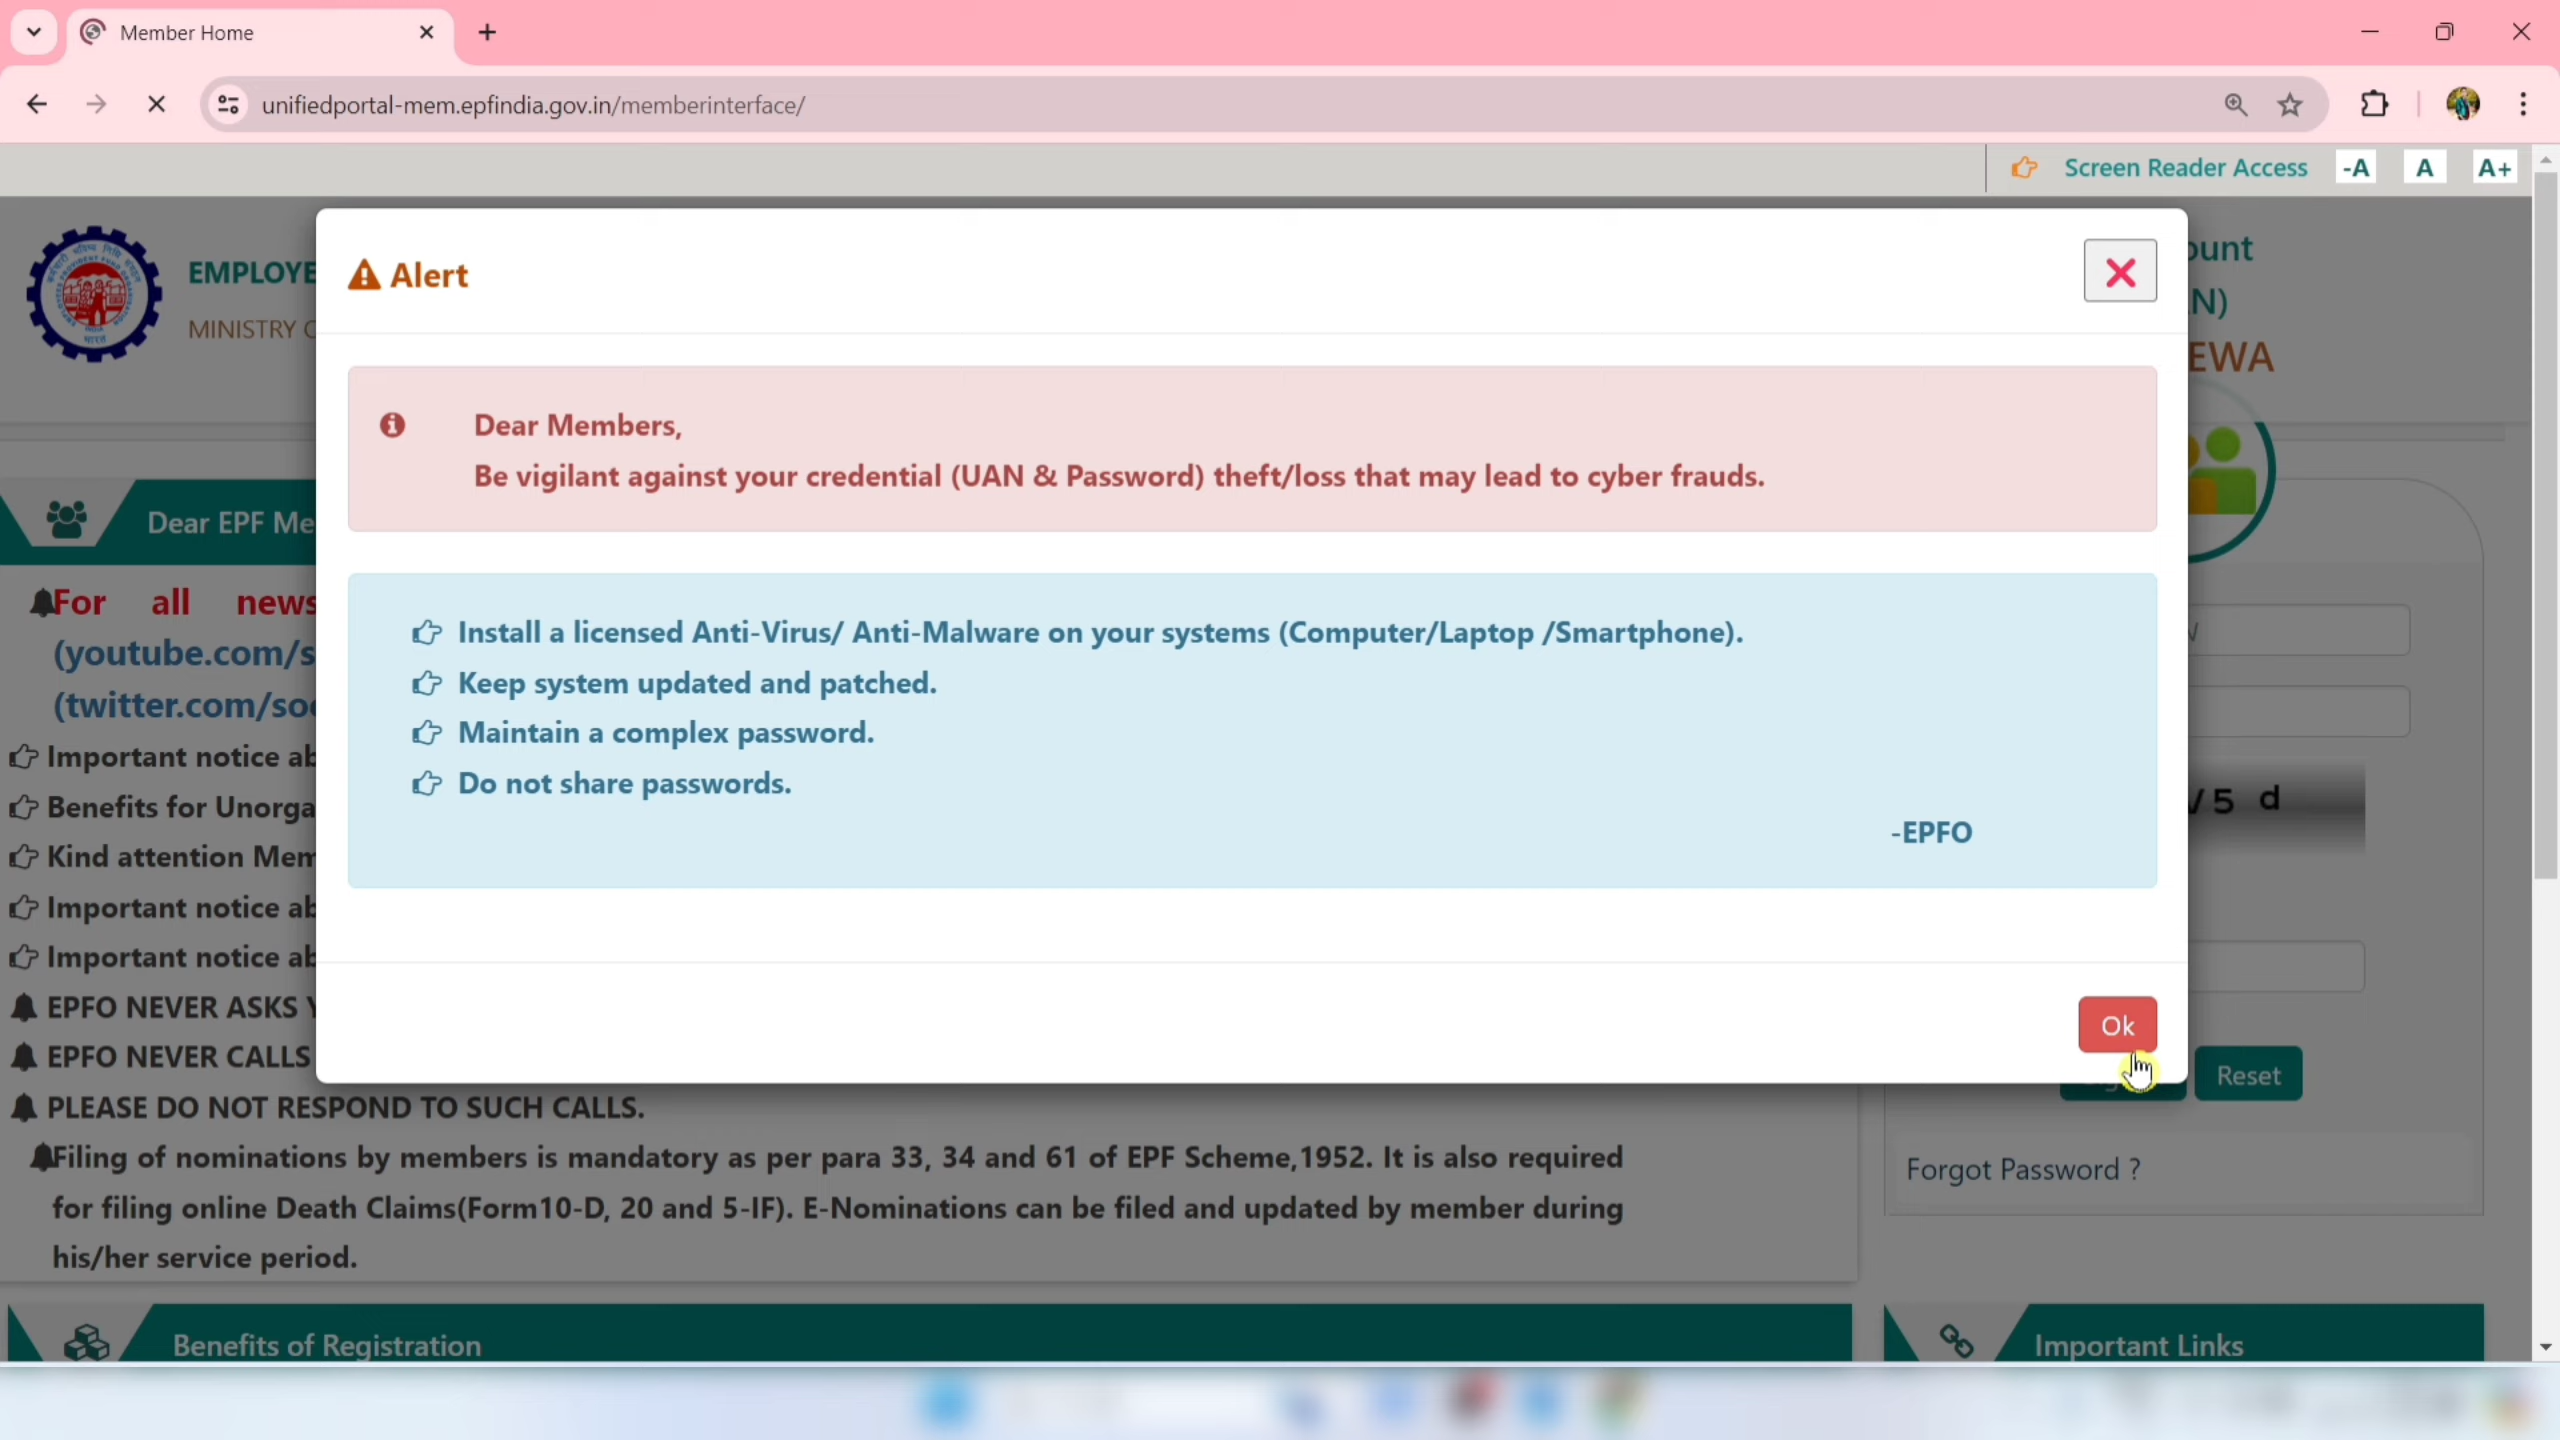 Member Home
unifiedportal-mem.epfindia.gov.in/memberinterface/
Screen Reader Access -A A A+
EMPLOYE
MINISTRY
EWA
Alert
Dear Members,
Be vigilant against your credential (UAN & Password) theft/loss that may lead to cyber frauds.
Install a licensed Anti-Virus/ Anti-Malware on your systems (Computer/Laptop /Smartphone).
Keep system updated and patched.
Maintain a complex password.
Do not share passwords.
-EPFO
Ok
Dear EPF Me
For all news
(youtube.com/s
(twitter.com/soc
Important notice ab
Benefits for Unorga
Kind attention Mem
Important notice ab
Important notice ab
EPFO NEVER ASKS Y
EPFO NEVER CALLS
PLEASE DO NOT RESPOND TO SUCH CALLS.
Filing of nominations by members is mandatory as per para 33, 34 and 61 of EPF Scheme,1952. It is also required
for filing online Death Claims(Form10-D, 20 and 5-IF). E-Nominations can be filed and updated by member during
his/her service period.
5 d
Reset
Forgot Password ?
Benefits of Registration
Important Links